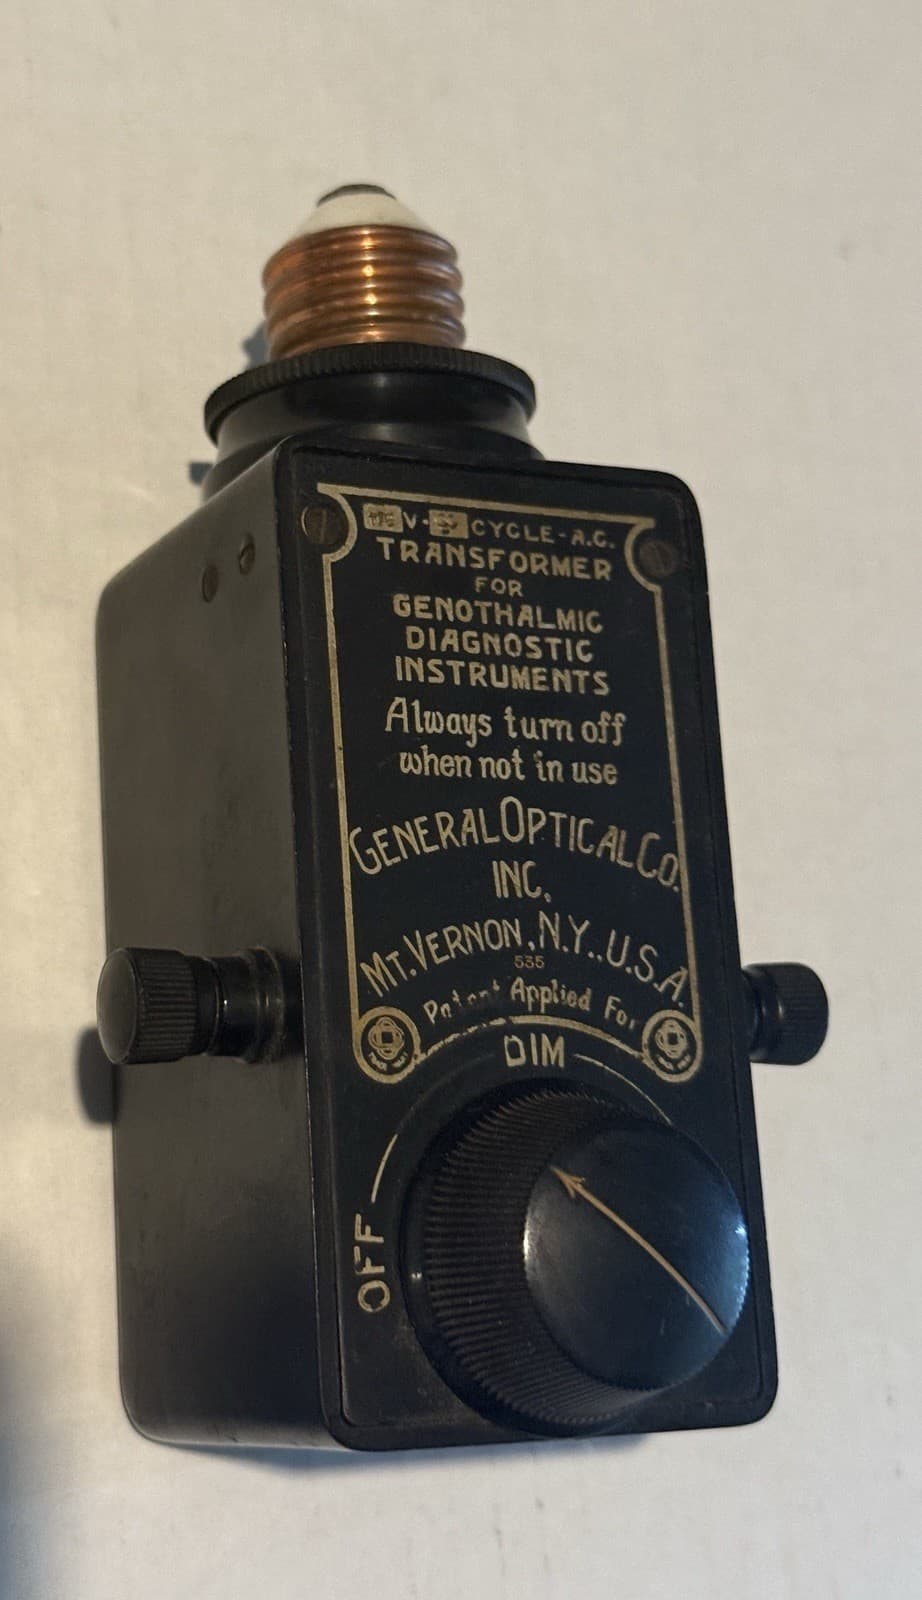 V- CYCLE-A.C.
TRANSFORMER
FOR
GENOTHALMIC
DIAGNOSTIC
INSTRUMENTS
Always turn off
when not in use
GENERAL OPTICAL CO.
INC.
MT. VERNON, N.Y., U.S.A.
535
Patent Applied For
DIM
OFF